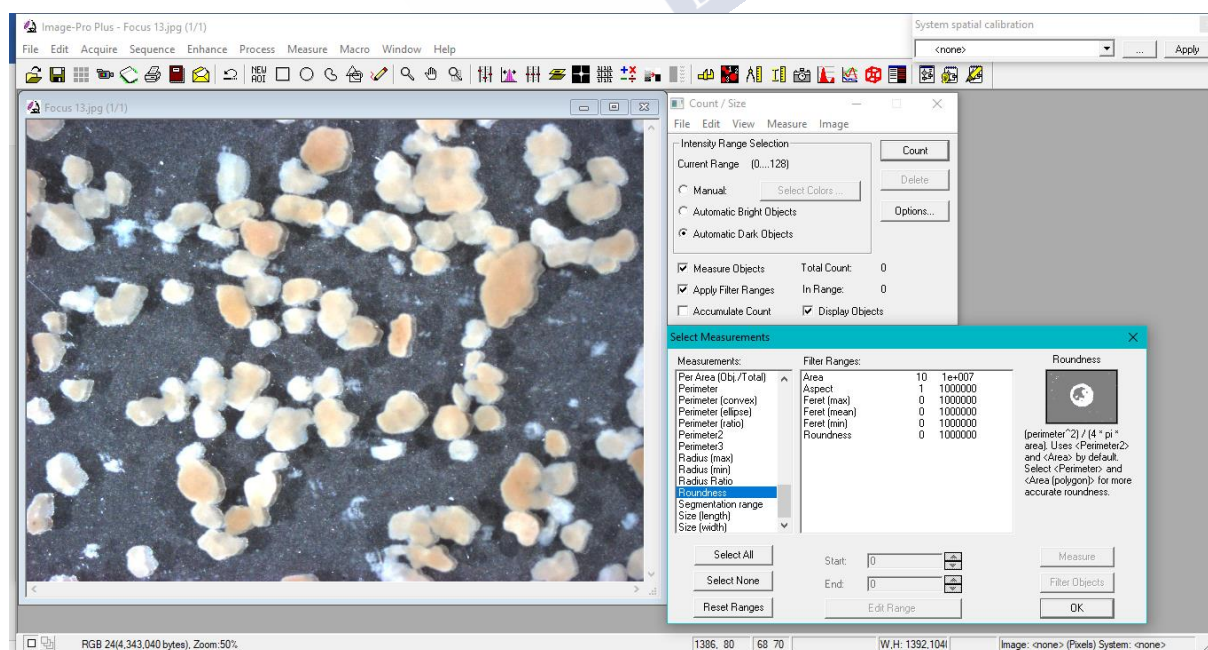 Image-Pro Plus - Focus 13.jpg (1/1)
System spatial calibration
File Edit Acquire Sequence Enhance Process Measure Macro Window Help
<none> ... Apply
NEW AOI
Focus 13.jpg (1/1)
Count / Size
File Edit View Measure Image
Intensity Range Selection
Current Range (0....128)
Count
Manual: Select Colors ...
Delete
Automatic Bright Objects
Options...
Automatic Dark Objects
Measure Objects Total Count: 0
Apply Filter Ranges In Range: 0
Accumulate Count Display Objects
Select Measurements
Measurements:
Per Area (Obj./Total)
Perimeter
Perimeter (convex)
Perimeter (ellipse)
Perimeter (ratio)
Perimeter2
Perimeter3
Radius (max)
Radius (min)
Radius Ratio
Roundness
Segmentation range
Size (length)
Size (width)
Filter Ranges:
Area 10 1e+007
Aspect 1 1000000
Feret (max) 0 1000000
Feret (mean) 0 1000000
Feret (min) 0 1000000
Roundness 0 1000000
Roundness
(perimeter^2) / (4 * pi *
area). Uses <Perimeter2>
and <Area> by default.
Select <Perimeter> and
<Area (polygon)> for more
accurate roundness.
Select All
Select None
Reset Ranges
Start: 0
End: 0
Edit Range
Measure
Filter Objects
OK
RGB 24(4,343,040 bytes), Zoom:50% 1386, 80 68 70 W,H: 1392,104 Image: <none> (Pixels) System: <none>